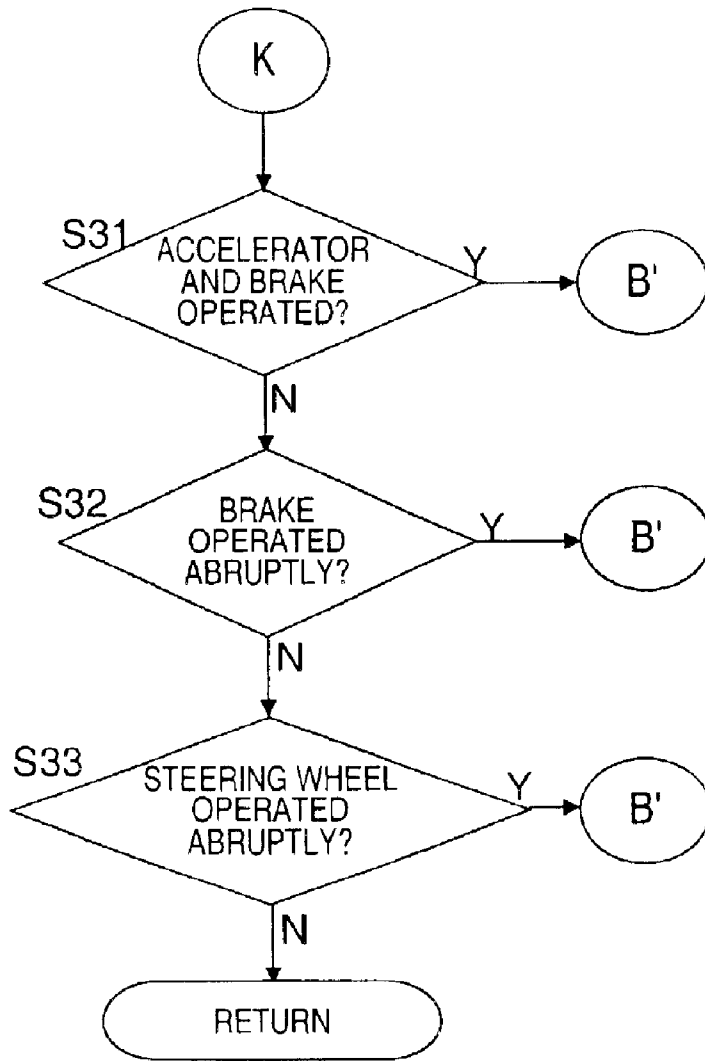 K
S31
ACCELERATOR
AND BRAKE
OPERATED?
Y
B'
N
S32
BRAKE
OPERATED
ABRUPTLY?
Y
B'
N
S33
STEERING WHEEL
OPERATED
ABRUPTLY?
Y
B'
N
RETURN